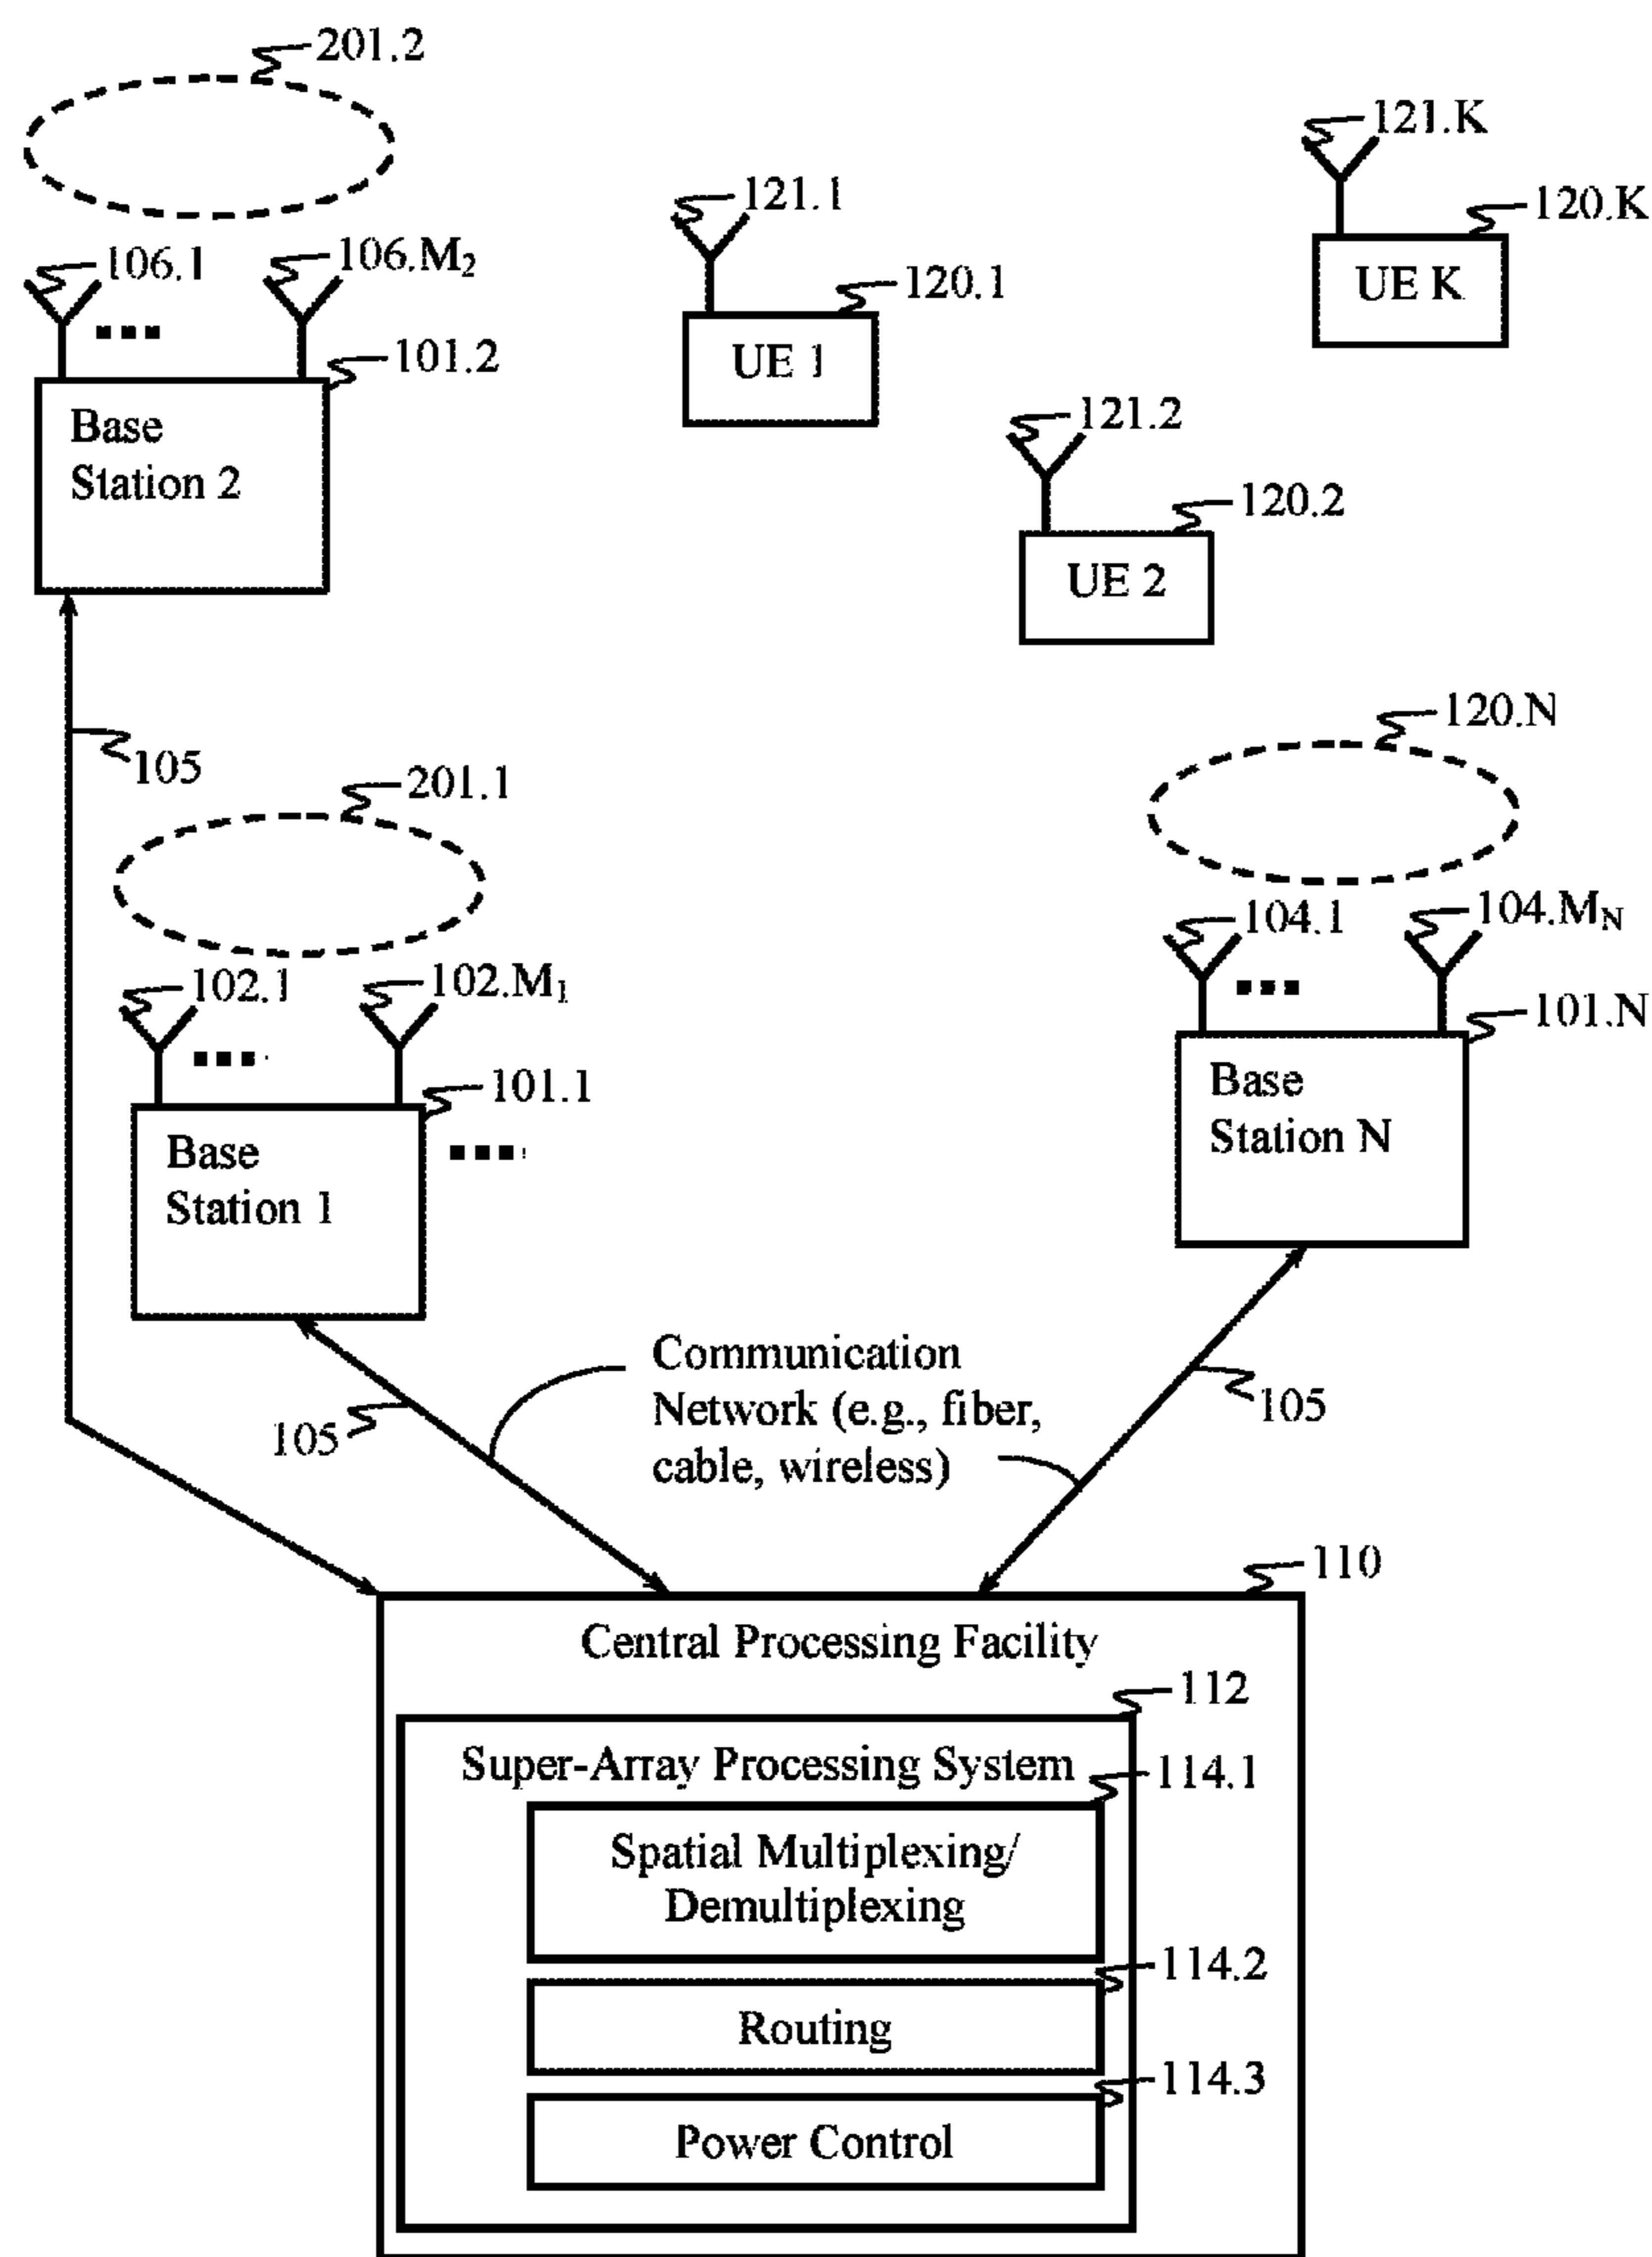 201.2
121.K
121.1
120.K
106.1
106.M₂
120.1
UE K
UE 1
101.2
121.2
Base
Station 2
120.2
UE 2
120.N
105
201.1
104.1
104.M_N
102.1
102.M₁
101.N
101.1
Base
Station N
Base
Station 1
Communication
Network (e.g., fiber,
cable, wireless)
105
105
110
Central Processing Facility
112
Super-Array Processing System
114.1
Spatial Multiplexing/
Demultiplexing
114.2
Routing
114.3
Power Control